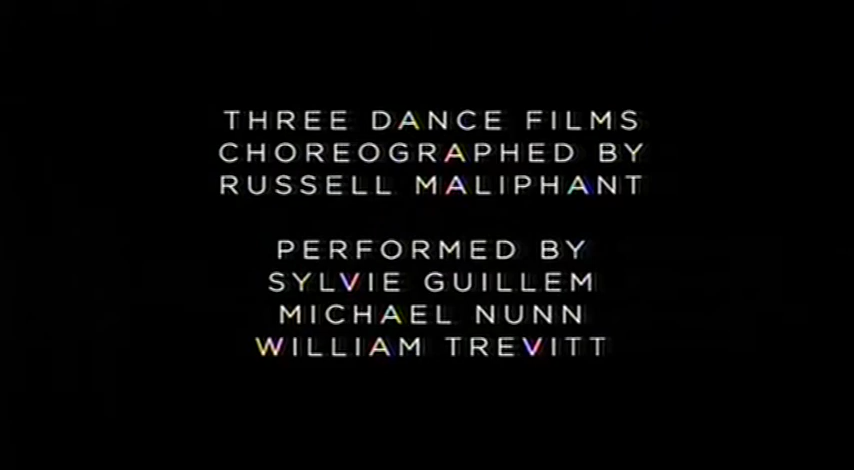 THREE DANCE FILMS
CHOREOGRAPHED BY
RUSSELL MALIPHANT
PERFORMED BY
SYLVIE GUILLEM
MICHAEL NUNN
WILLIAM TREVITT